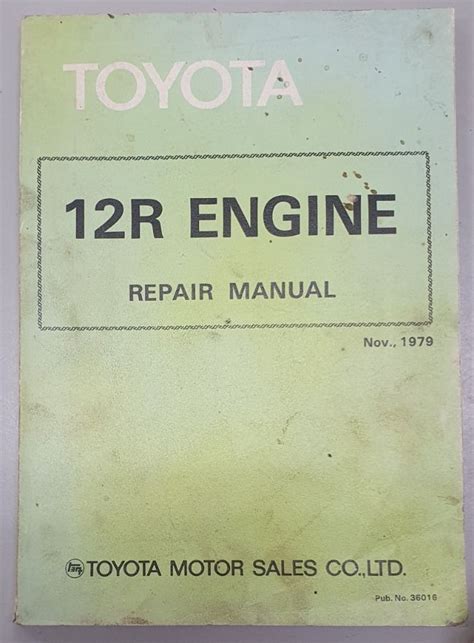 TOYOTA
12R ENGINE
REPAIR MANUAL
Nov., 1979
TOYOTA MOTOR SALES CO.,LTD.
Pub. No. 36016